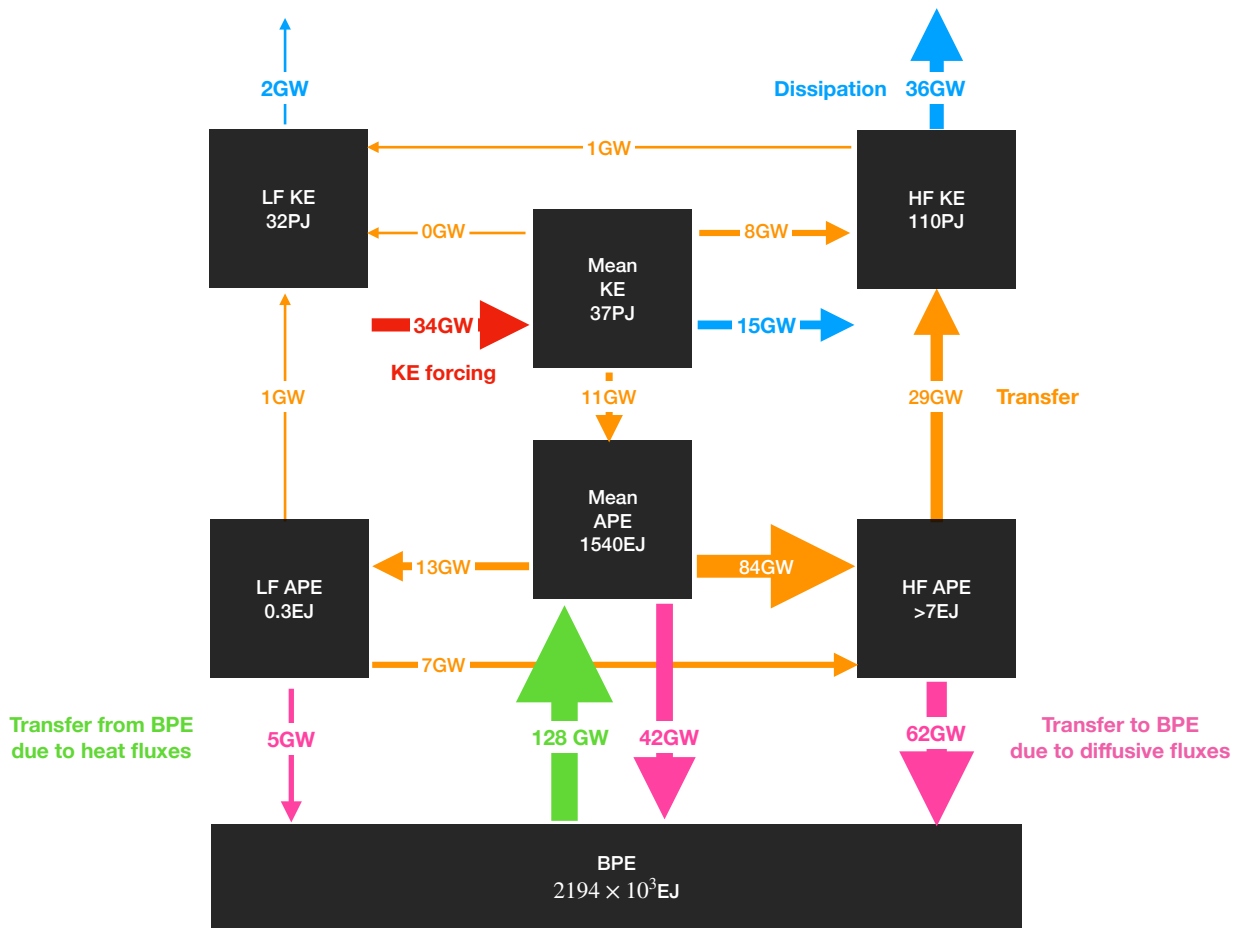 2GW
Dissipation 36GW
1GW
LF KE
32PJ
HF KE
110PJ
0GW
8GW
Mean
KE
37PJ
34GW
15GW
KE forcing
1GW
11GW
29GW
Transfer
Mean
APE
1540EJ
13GW
84GW
LF APE
0.3EJ
HF APE
>7EJ
7GW
Transfer from BPE
due to heat fluxes
5GW
128 GW
42GW
62GW
Transfer to BPE
due to diffusive fluxes
BPE
2194 × 10³EJ